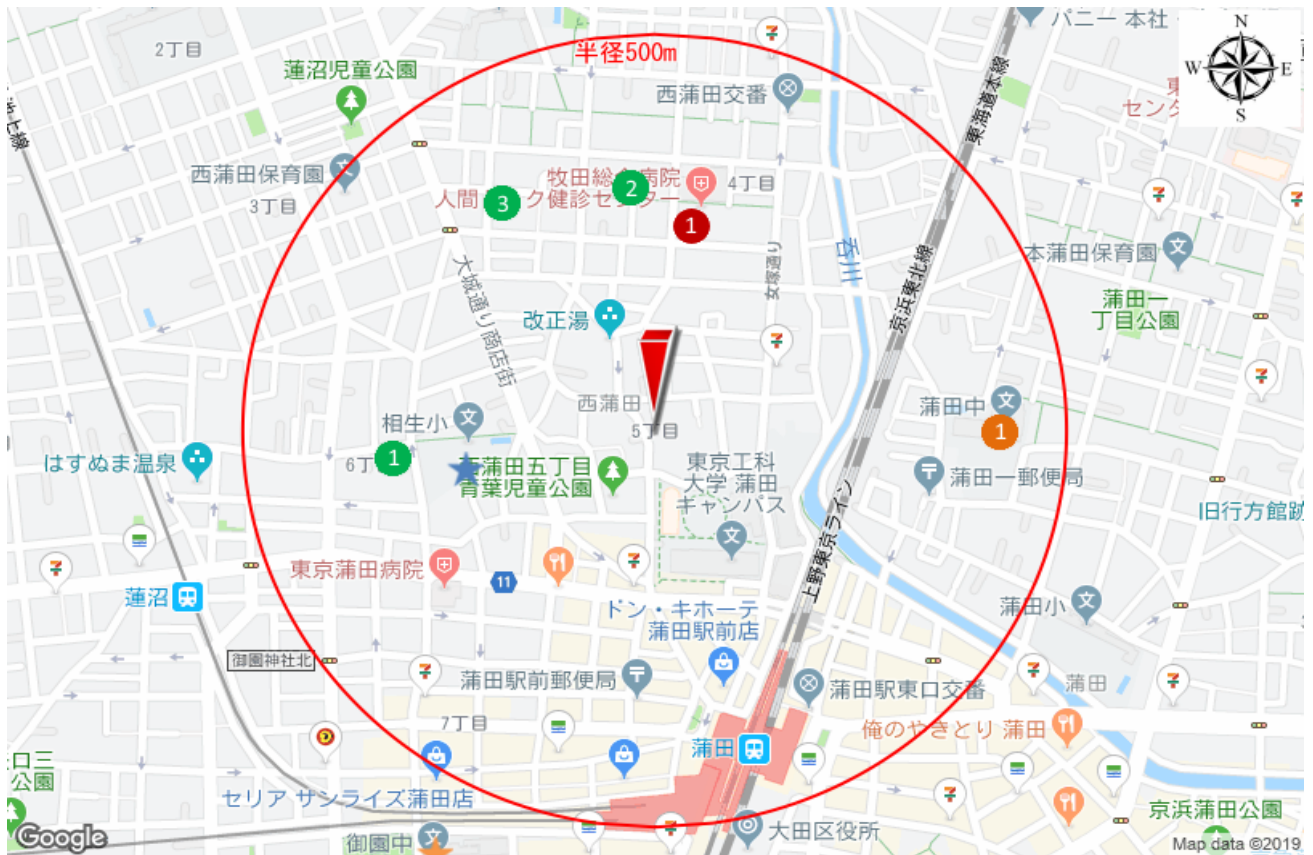 パニー 本社
2丁目
半径500m
N
W E
S
蓮沼児童公園
西蒲田交番
東海道本線
池上線
セン
西蒲田保育園
3丁目
牧田総 病院
4丁目
2
人間 ク健診セ ター
3
1
呑川
女塚通り
本蒲田保育園
大城通り商店街
京浜東北線
蒲田一
丁目公園
改正湯
西蒲田
5丁目
相生小
蒲田中
1
はすぬま温泉
6丁
1
蒲田五丁目
青葉児童公園
東京工科
大学 蒲田
キャンパス
蒲田一郵便局
旧行方館跡
東京蒲田病院
11
上野東京ライン
蓮沼
ドン・キホーテ
蒲田駅前店
蒲田小
御園神社北
蒲田駅前郵便局
蒲田駅東口交番
蒲田
7丁目
俺のやきとり 蒲田
蒲田
口三
公園
セリア サンライズ蒲田店
京浜蒲田公園
御園中
大田区役所
Google
Map data ©2019